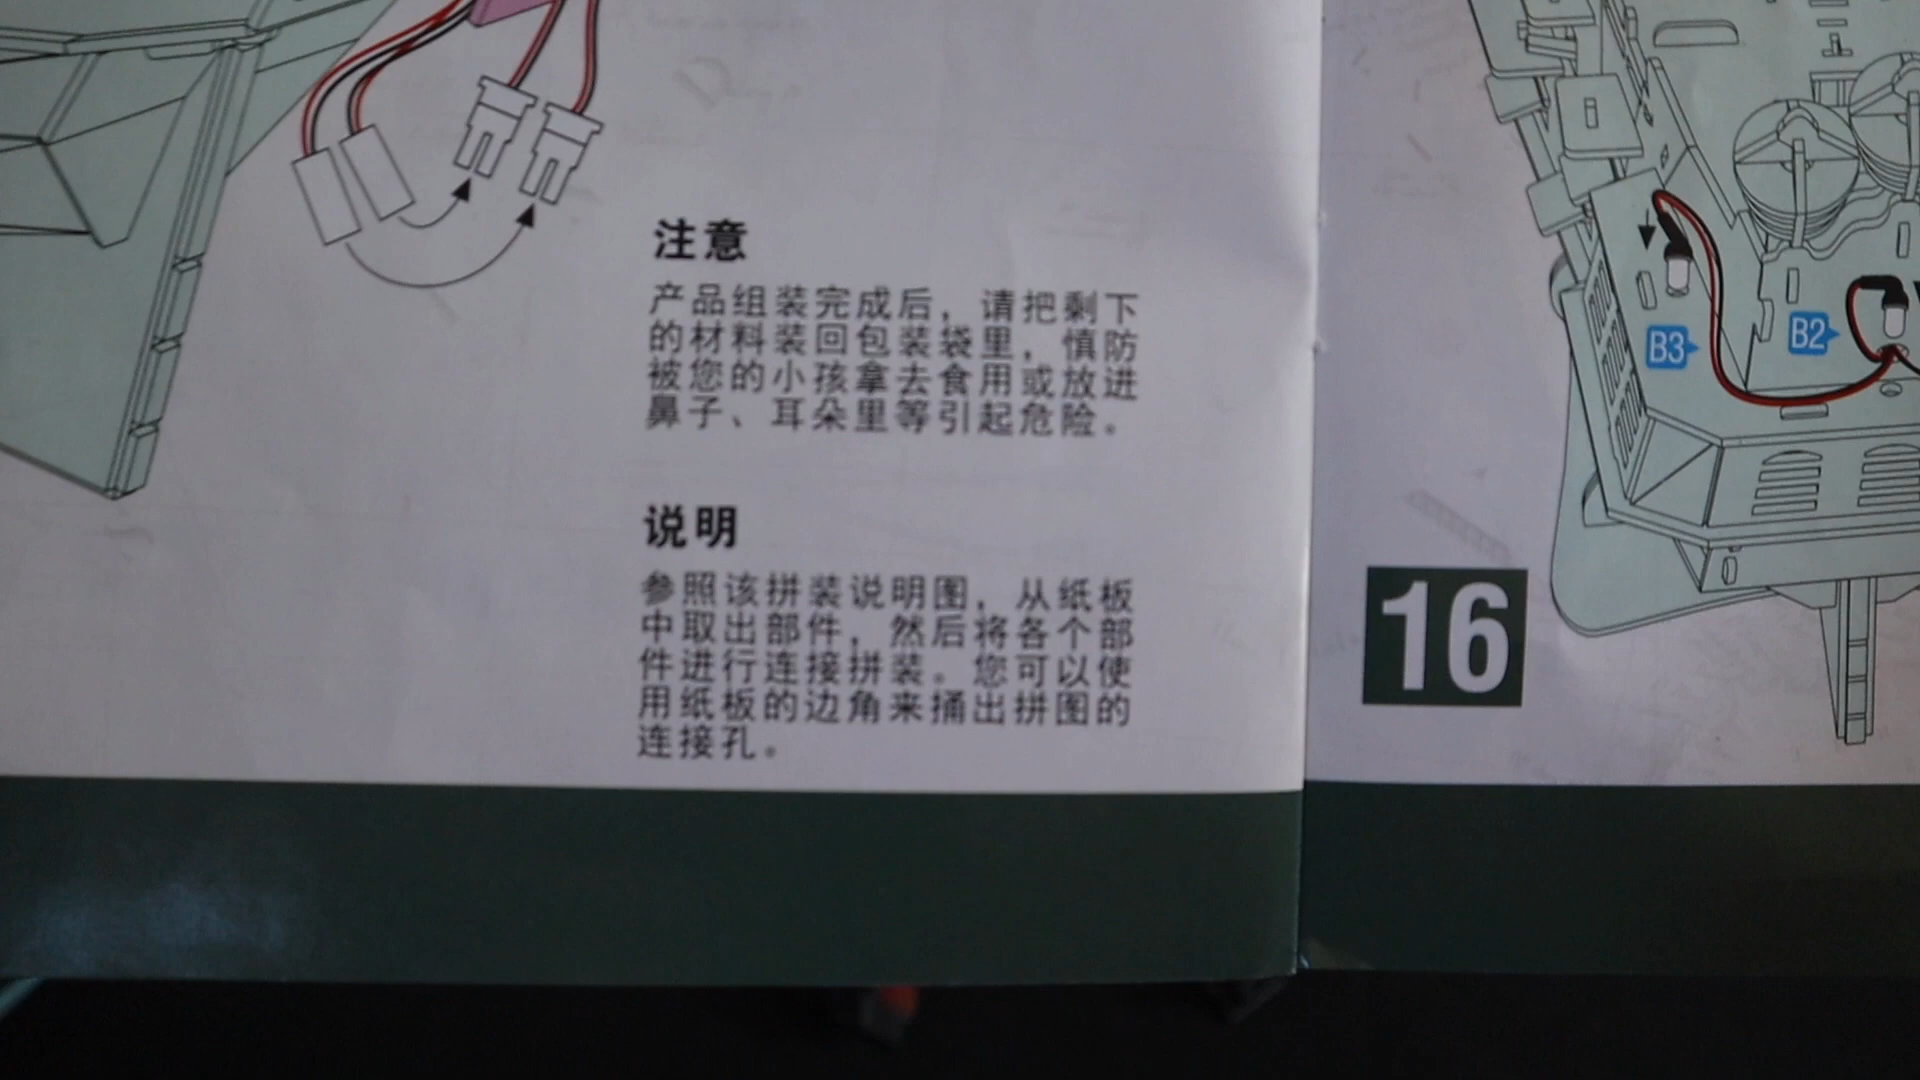 注意
产品组装完成后，请把剩下
的材料装回包装袋里，慎防
被您的小孩拿去食用或放进
鼻子、耳朵里等引起危险。
说明
参照该拼装说明图，从纸板
中取出部件，然后将各个部
件进行连接拼装。您可以使
用纸板的边角来捅出拼图的
连接孔。
B3
B2
16